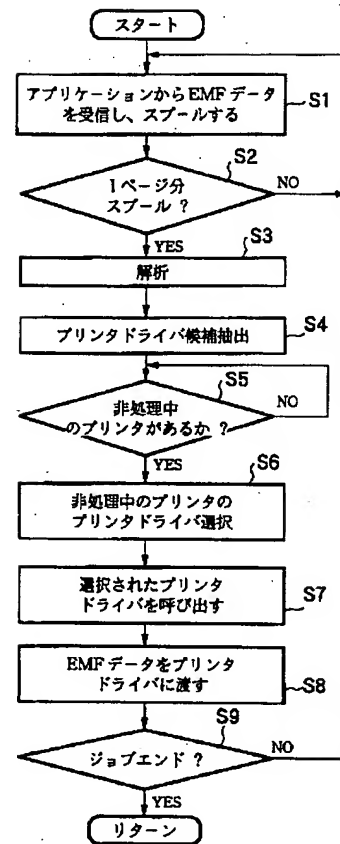 スタート
アプリケーションからEMFデータ
を受信し、スプールする
S1
S2
1ページ分
スプール ?
NO
YES
S3
解析
プリンタドライバ候補抽出
S4
S5
非処理中
のプリンタがあるか ?
NO
YES
S6
非処理中のプリンタの
プリンタドライバ選択
選択されたプリンタ
ドライバを呼び出す
S7
EMFデータをプリンタ
ドライバに渡す
S8
S9
ジョブエンド ?
NO
YES
リターン